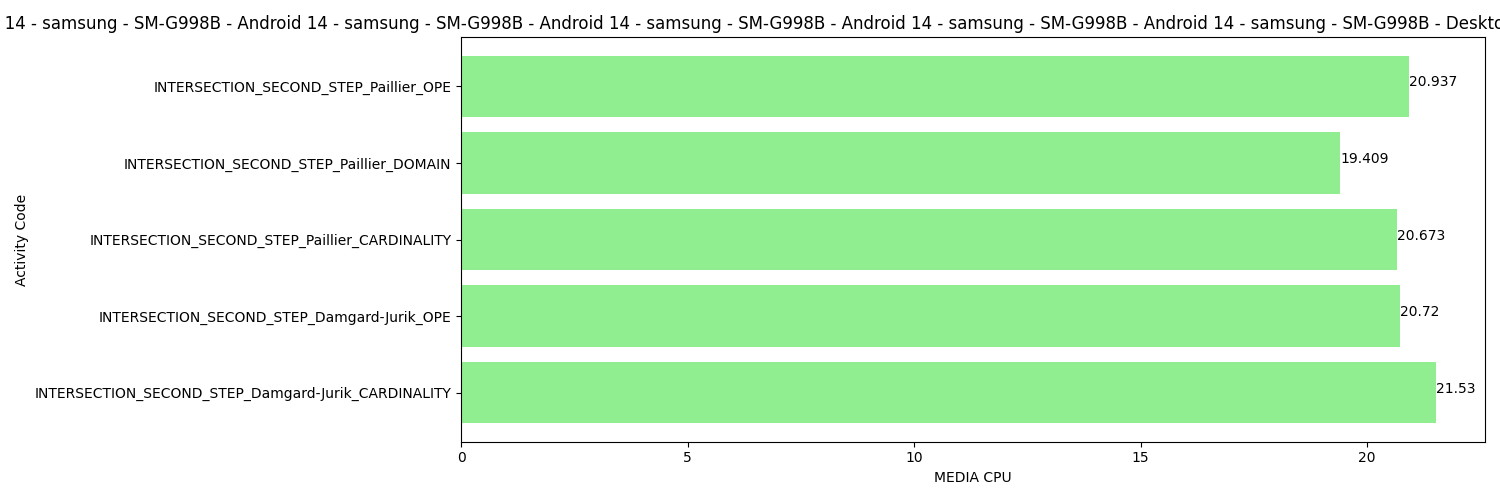 14 - samsung - SM-G998B - Android 14 - samsung - SM-G998B - Android 14 - samsung - SM-G998B - Android 14 - samsung - SM-G998B - Android 14 - samsung - SM-G998B - Deskto
INTERSECTION_SECOND_STEP_Paillier_OPE 20.937
INTERSECTION_SECOND_STEP_Paillier_DOMAIN 19.409
INTERSECTION_SECOND_STEP_Paillier_CARDINALITY 20.673
INTERSECTION_SECOND_STEP_Damgard-Jurik_OPE 20.72
INTERSECTION_SECOND_STEP_Damgard-Jurik_CARDINALITY 21.53
Activity Code
0 5 10 15 20
MEDIA CPU